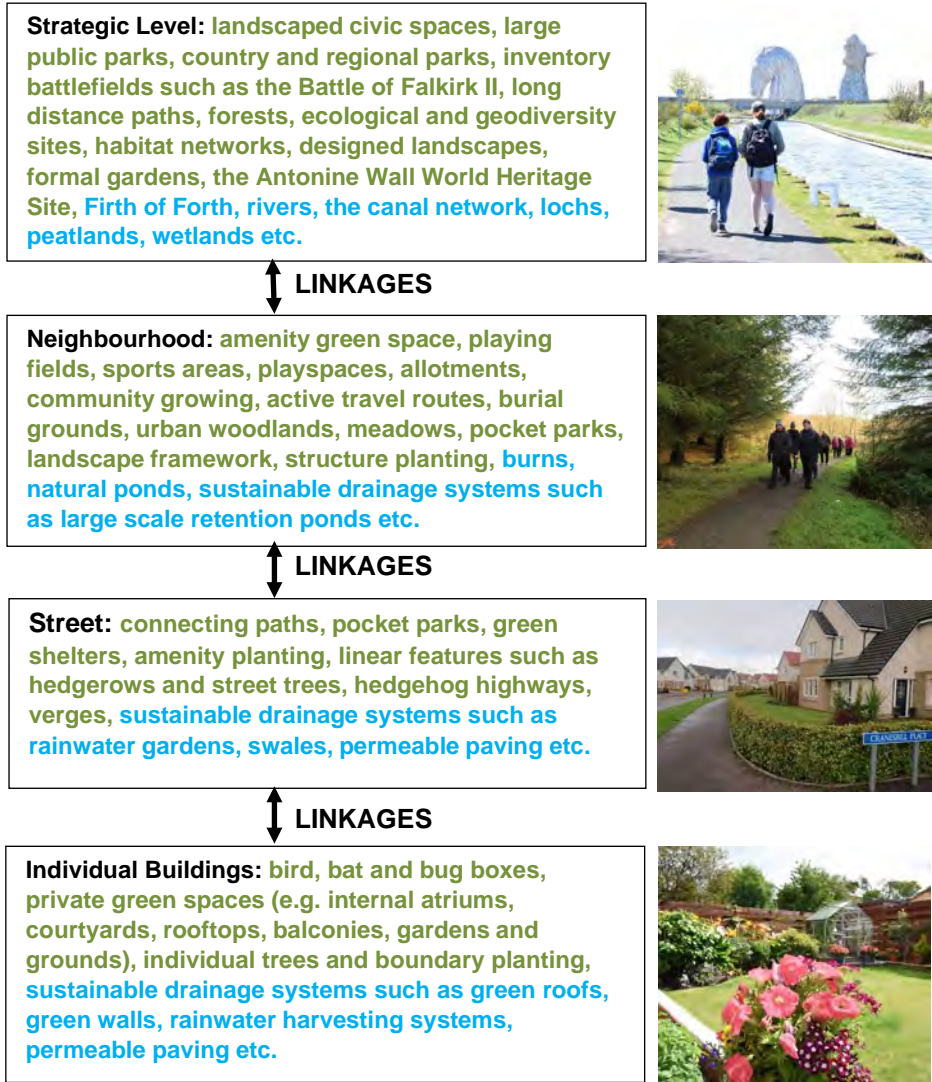 Strategic Level: landscaped civic spaces, large
public parks, country and regional parks, inventory
battlefields such as the Battle of Falkirk II, long
distance paths, forests, ecological and geodiversity
sites, habitat networks, designed landscapes,
formal gardens, the Antonine Wall World Heritage
Site, Firth of Forth, rivers, the canal network, lochs,
peatlands, wetlands etc.
LINKAGES
Neighbourhood: amenity green space, playing
fields, sports areas, playspaces, allotments,
community growing, active travel routes, burial
grounds, urban woodlands, meadows, pocket parks,
landscape framework, structure planting, burns,
natural ponds, sustainable drainage systems such
as large scale retention ponds etc.
LINKAGES
Street: connecting paths, pocket parks, green
shelters, amenity planting, linear features such as
hedgerows and street trees, hedgehog highways,
verges, sustainable drainage systems such as
rainwater gardens, swales, permeable paving etc.
CRANESBILL PLACE
LINKAGES
Individual Buildings: bird, bat and bug boxes,
private green spaces (e.g. internal atriums,
courtyards, rooftops, balconies, gardens and
grounds), individual trees and boundary planting,
sustainable drainage systems such as green roofs,
green walls, rainwater harvesting systems,
permeable paving etc.